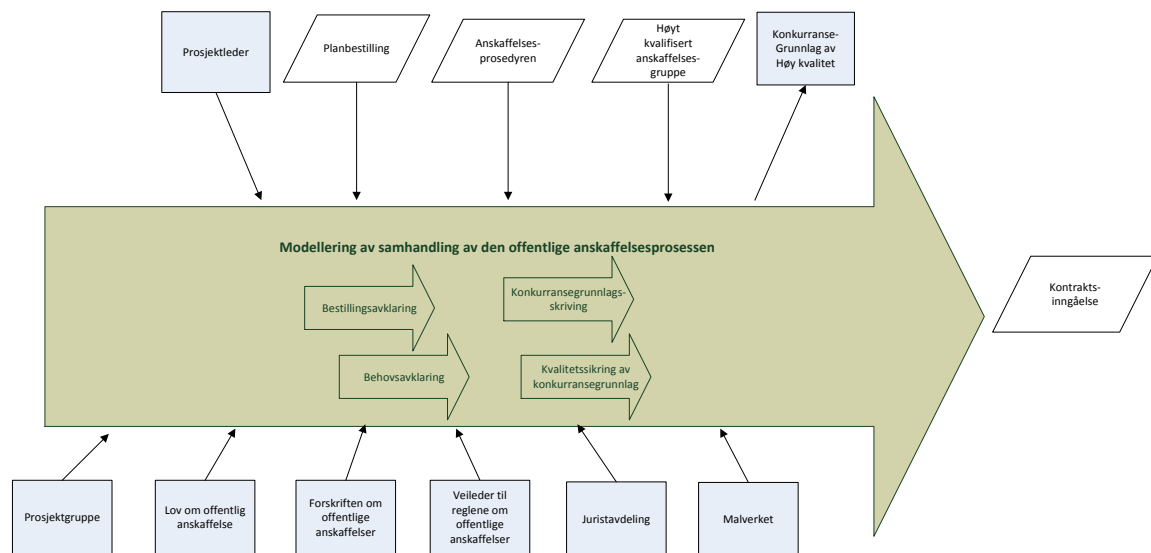 Prosjektleder
Planbestilling
Anskaffelses-
prosedyren
Høyt
kvalifisert
anskaffelses-
gruppe
Konkurranse-
Grunnlag av
Høy kvalitet
Modellering av samhandling av den offentlige anskaffelsesprosessen
Bestillingsavklaring
Konkurransegrunnlags-
skriving
Behovsavklaring
Kvalitetssikring av
konkurransegrunnlag
Kontrakts-
inngåelse
Prosjektgruppe
Lov om offentlig
anskaffelse
Forskriften om
offentlige
anskaffelser
Veileder til
reglene om
offentlige
anskaffelser
Juristavdeling
Malverket